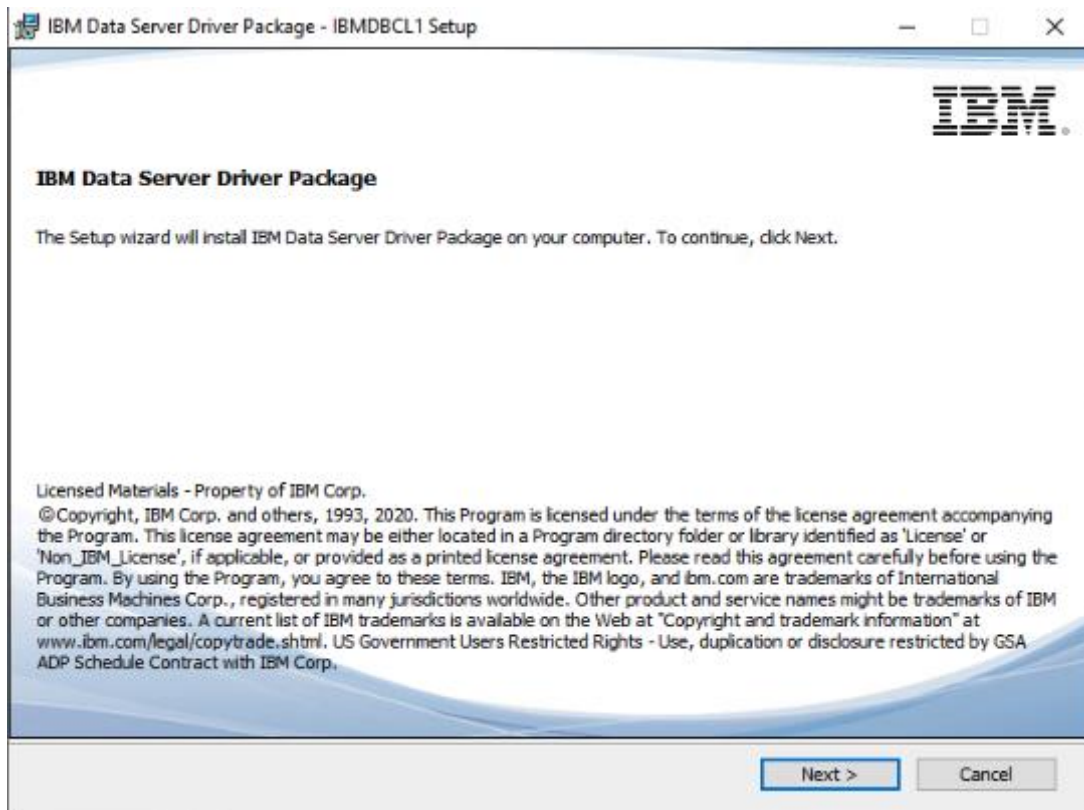 IBM Data Server Driver Package - IBMDBCL1 Setup
IBM®
IBM Data Server Driver Package
The Setup wizard will install IBM Data Server Driver Package on your computer. To continue, click Next.
Licensed Materials - Property of IBM Corp.
©Copyright, IBM Corp. and others, 1993, 2020. This Program is licensed under the terms of the license agreement accompanying
the Program. This license agreement may be either located in a Program directory folder or library identified as 'License' or
'Non_IBM_License', if applicable, or provided as a printed license agreement. Please read this agreement carefully before using the
Program. By using the Program, you agree to these terms. IBM, the IBM logo, and ibm.com are trademarks of International
Business Machines Corp., registered in many jurisdictions worldwide. Other product and service names might be trademarks of IBM
or other companies. A current list of IBM trademarks is available on the Web at "Copyright and trademark information" at
www.ibm.com/legal/copytrade.shtml. US Government Users Restricted Rights - Use, duplication or disclosure restricted by GSA
ADP Schedule Contract with IBM Corp.
Next > Cancel